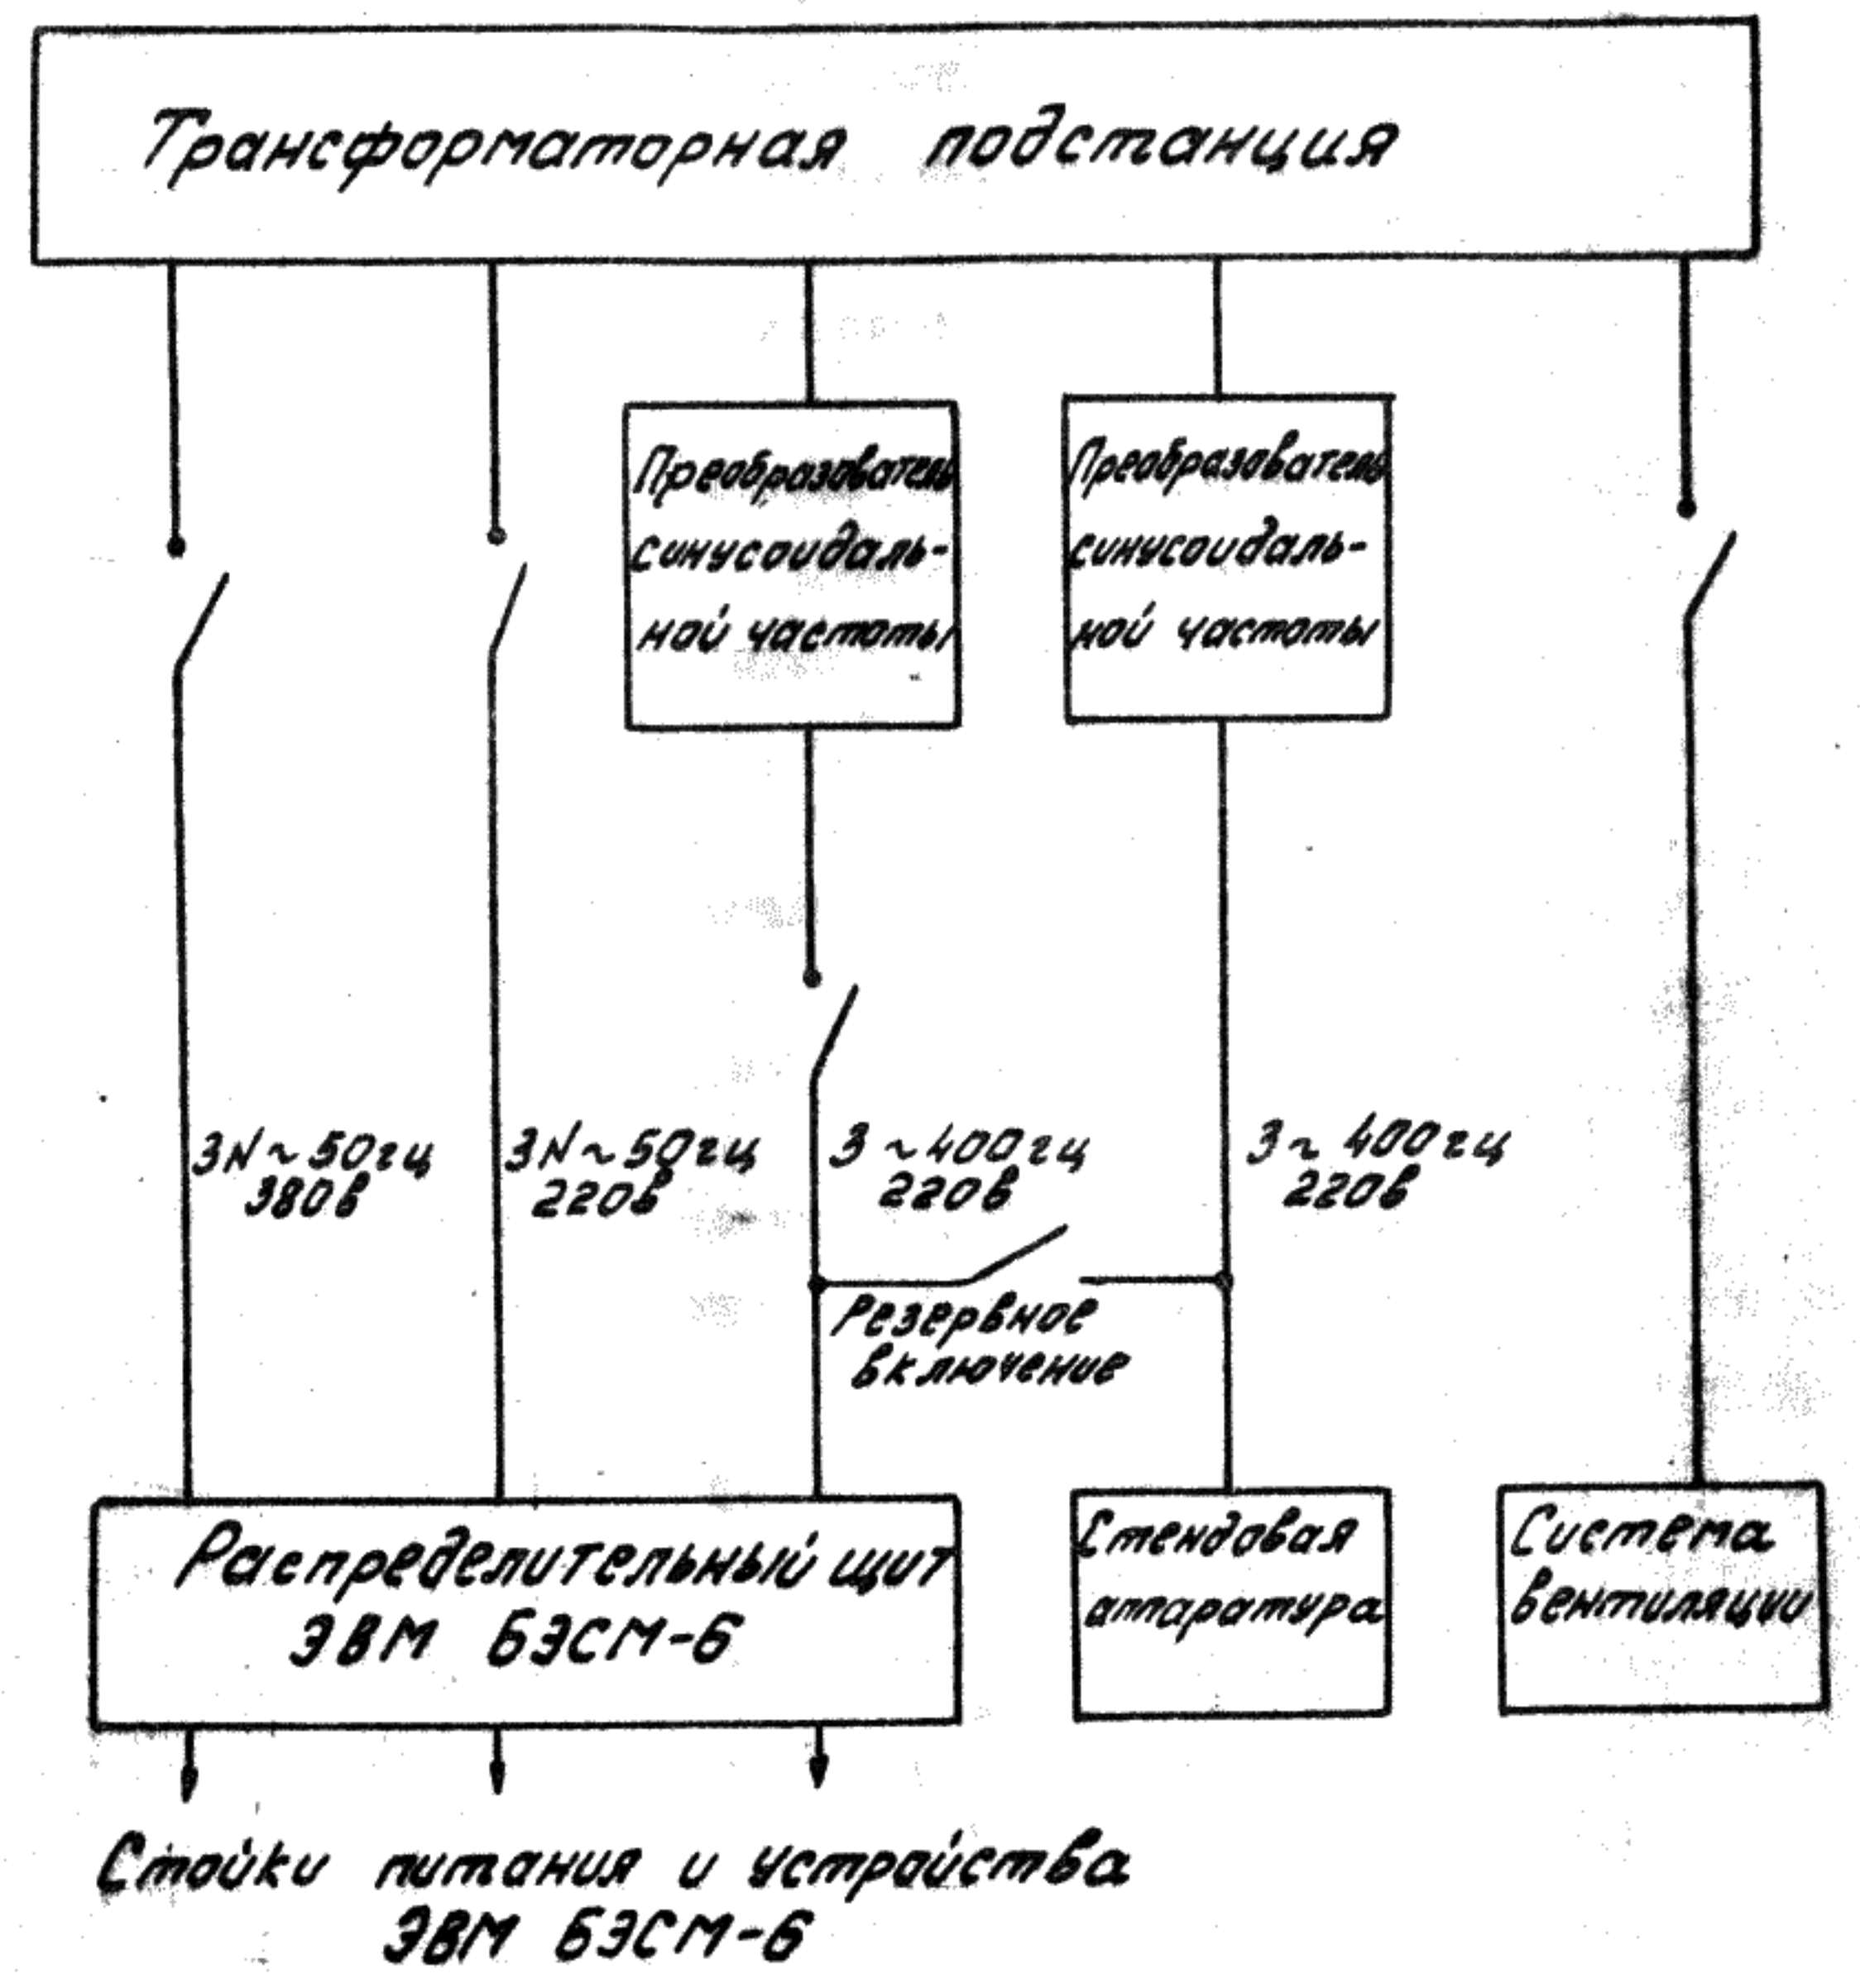 Трансформаторная подстанция
Преобразователь
синусоидаль-
ной частоты
Преобразователь
синусоидаль-
ной частоты
3N~50гц
380в
3N~50гц
220в
3~400гц
220в
3~400гц
220в
Резервное
включение
Распределительный щит
ЭВМ БЭСМ-6
Стендовая
аппаратура
Система
вентиляции
Стойки питания и устройства
ЭВМ БЭСМ-6